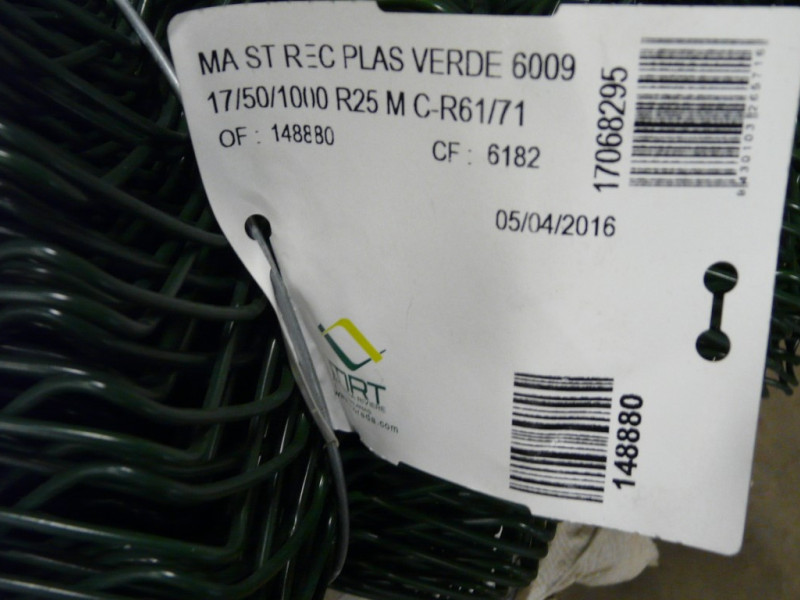 MA ST REC PLAS VERDE 6009
17/50/1000 R25 M C-R61/71
OF : 148880
CF : 6182
05/04/2016
17068295
148880